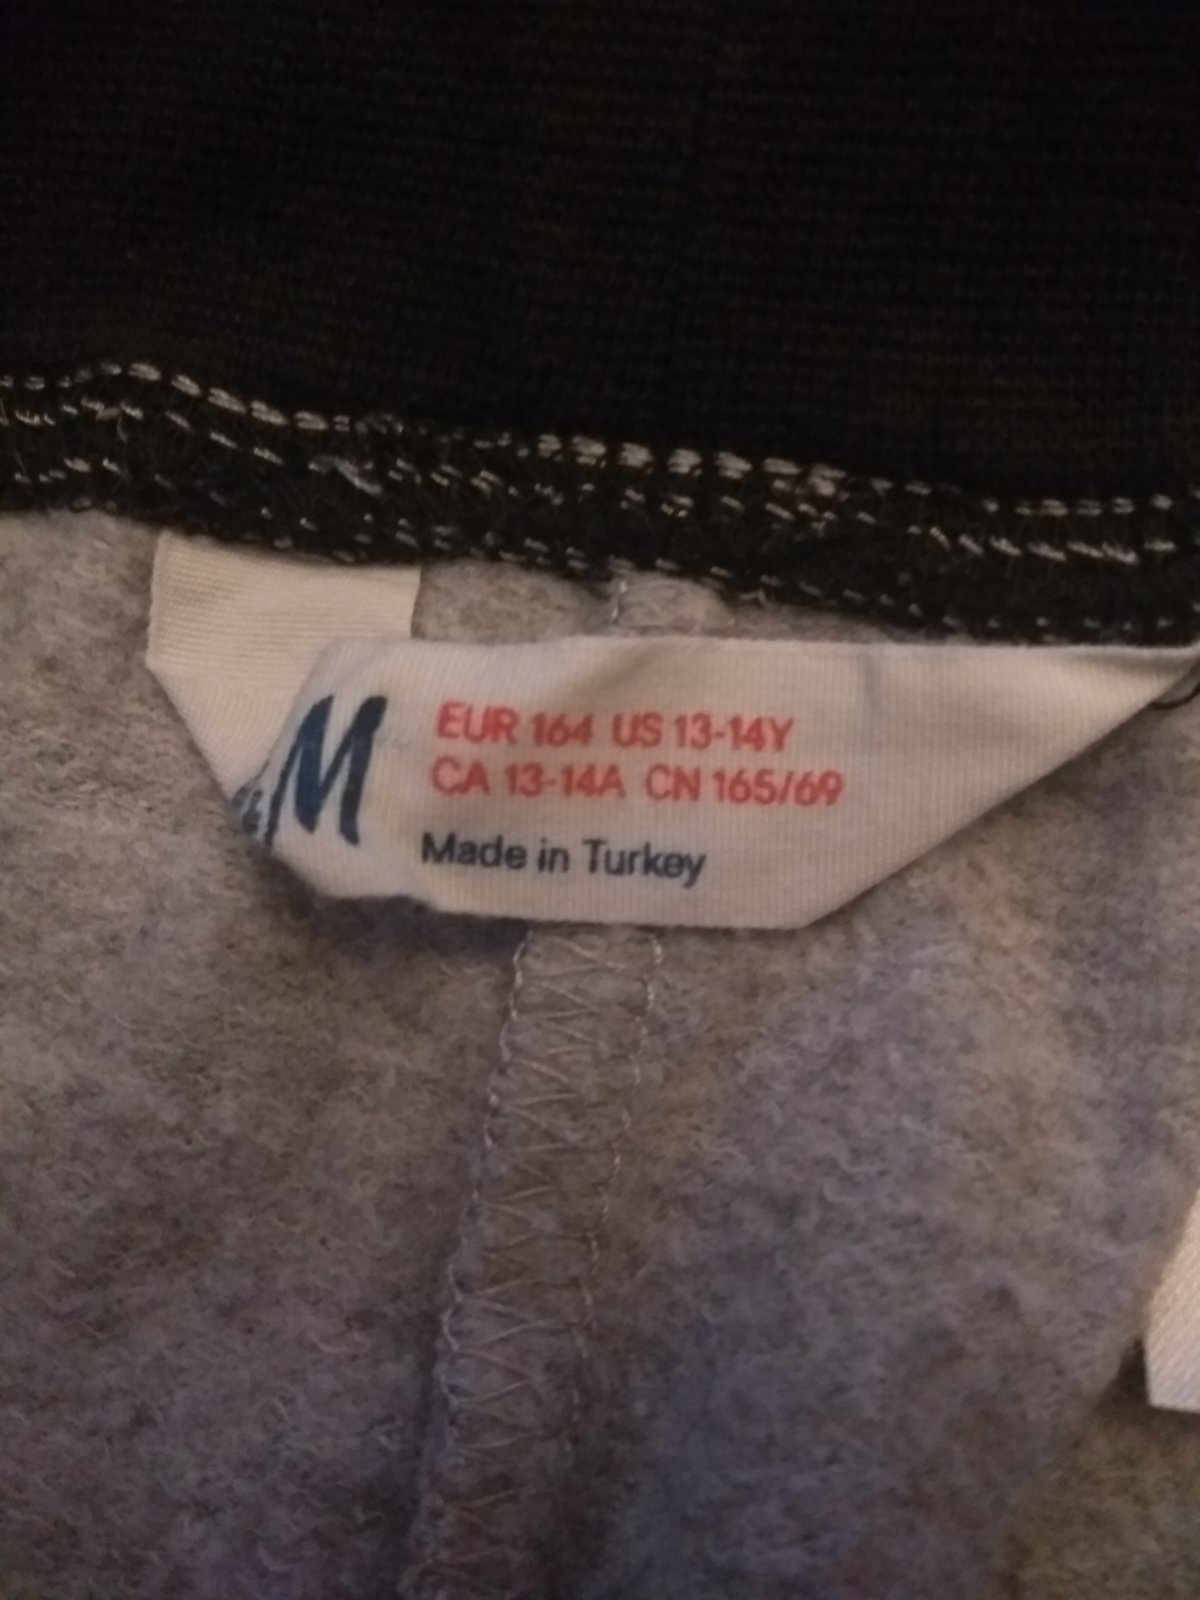 &M
EUR 164 US 13-14Y
CA 13-14A CN 165/69
Made in Turkey